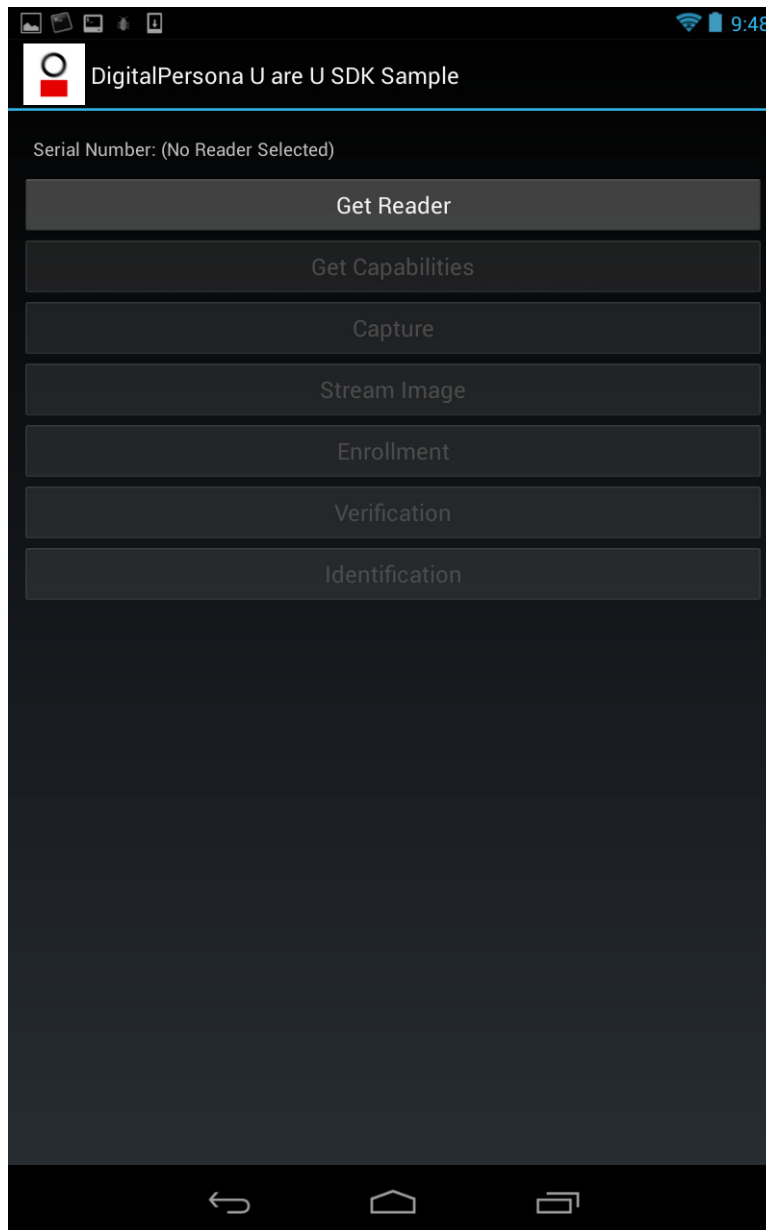 9:48
DigitalPersona U are U SDK Sample
Serial Number: (No Reader Selected)
Get Reader
Get Capabilities
Capture
Stream Image
Enrollment
Verification
Identification